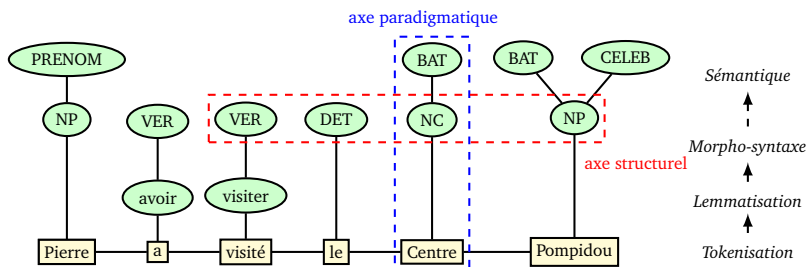 axe paradigmatique
PRENOM BAT BAT CELEB Sémantique
NP VER VER DET NC NP
Morpho-syntaxe
axe structurel
avoir visiter Lemmatisation
Pierre a visité le Centre Pompidou Tokenisation